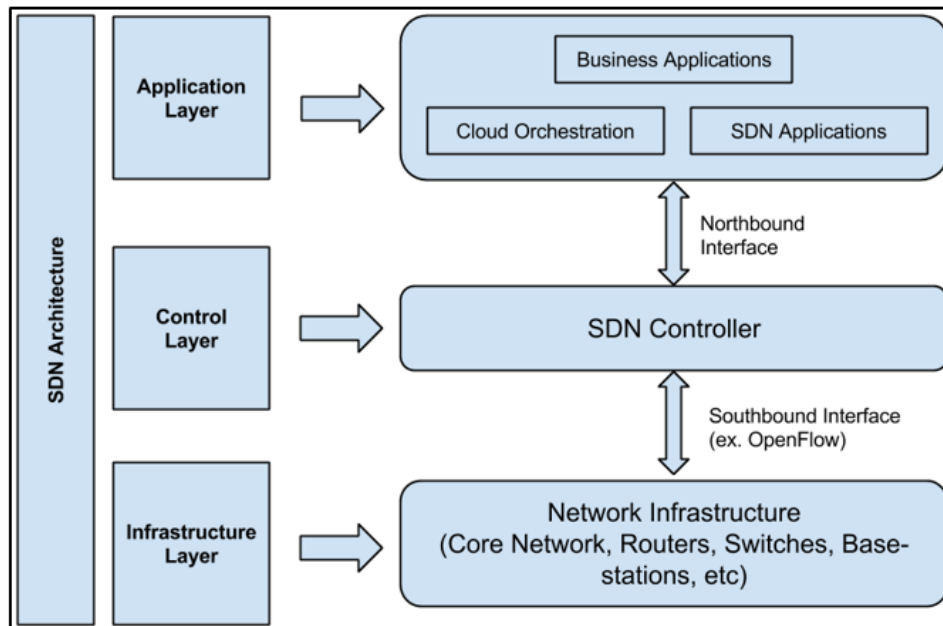 SDN Architecture
Application
Layer
Business Applications
Cloud Orchestration
SDN Applications
Northbound
Interface
Control
Layer
SDN Controller
Southbound Interface
(ex. OpenFlow)
Infrastructure
Layer
Network Infrastructure
(Core Network, Routers, Switches, Base-
stations, etc)